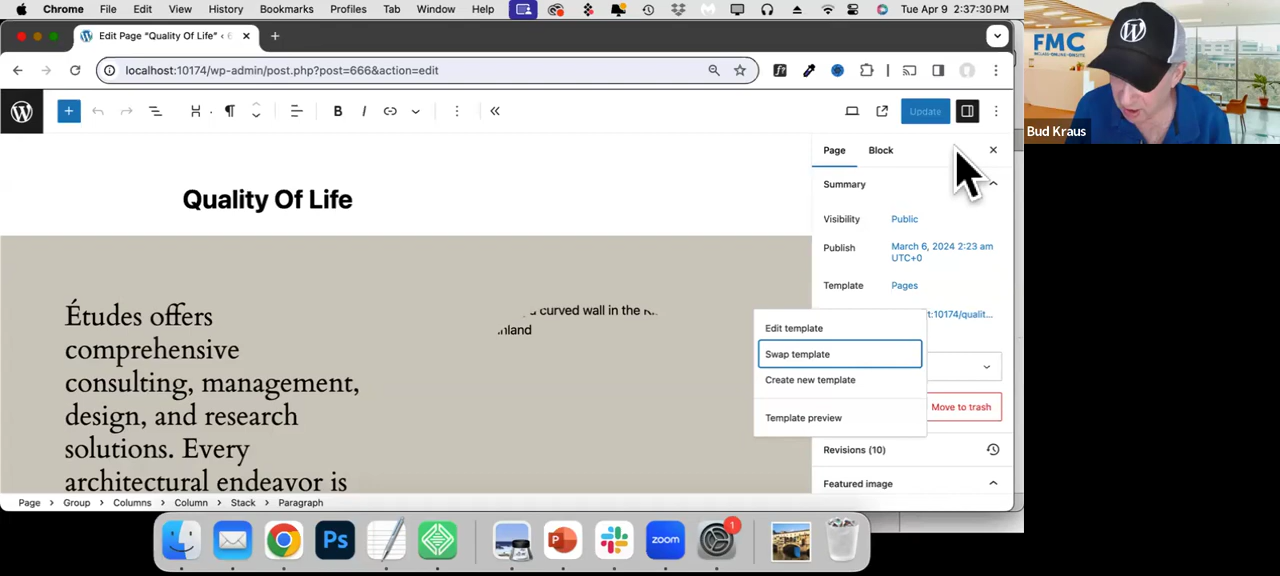 Chrome File Edit View History Bookmarks Profiles Tab Window Help Tue Apr 9 2:37:30 PM
Edit Page “Quality Of Life” ‹
localhost:10174/wp-admin/post.php?post=666&action=edit
B I Update
Page Block
Summary
Visibility Public
Publish March 6, 2024 2:23 am
UTC+0
Template Pages
t:10174/qualit...
Edit template
Swap template
Create new template
Template preview
Move to trash
Revisions (10)
Featured image
Quality Of Life
Études offers
comprehensive
consulting, management,
design, and research
solutions. Every
architectural endeavor is
curved wall in the
Page > Group > Columns > Column > Stack > Paragraph
Ps
P
zoom
1
FMC
Bud Kraus